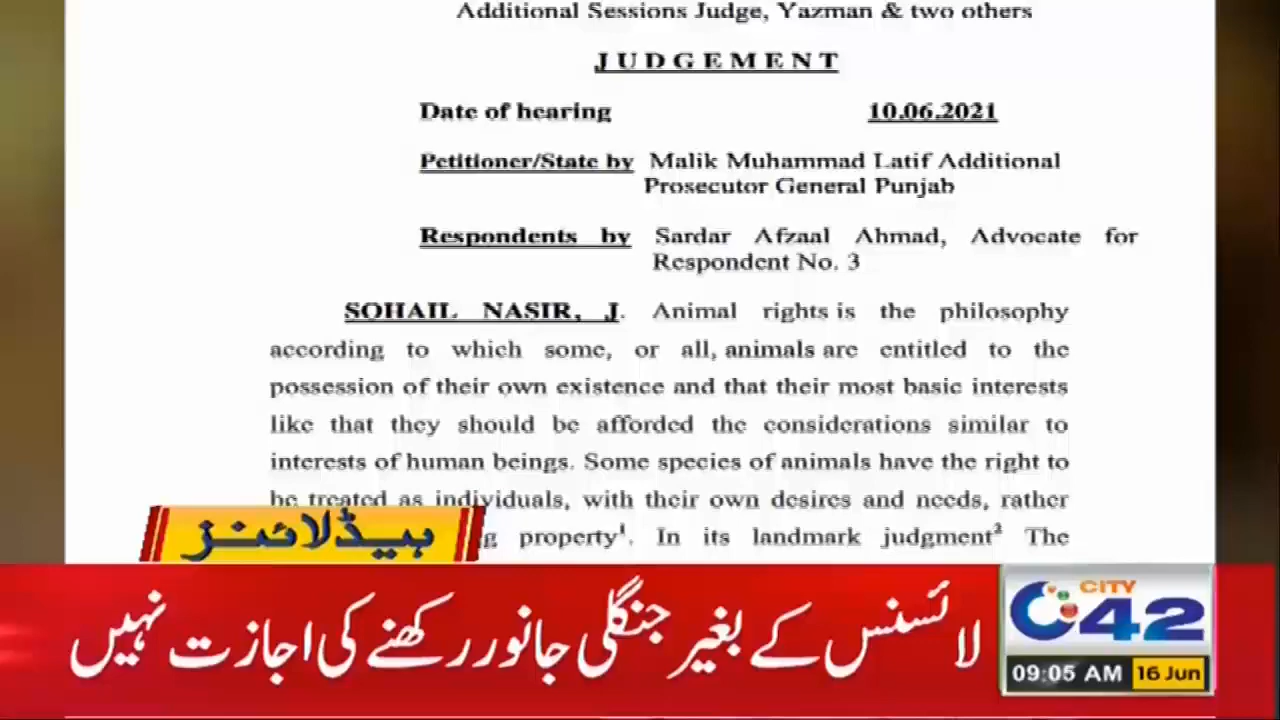 Additional Sessions Judge, Yazman & two others
JUDGEMENT
Date of hearing 10.06.2021
Petitioner/State by Malik Muhammad Latif Additional
Prosecutor General Punjab
Respondents by Sardar Afzaal Ahmad, Advocate for
Respondent No. 3
SOHAIL NASIR, J. Animal rights is the philosophy
according to which some, or all, animals are entitled to the
possession of their own existence and that their most basic interests
like that they should be afforded the considerations similar to
interests of human beings. Some species of animals have the right to
be treated as individuals, with their own desires and needs, rather
property¹. In its landmark judgment² The
ہیڈلائنز
لائسنس کے بغیر جنگلی جانور رکھنے کی اجازت نہیں
CITY
42
09:05 AM 16 Jun